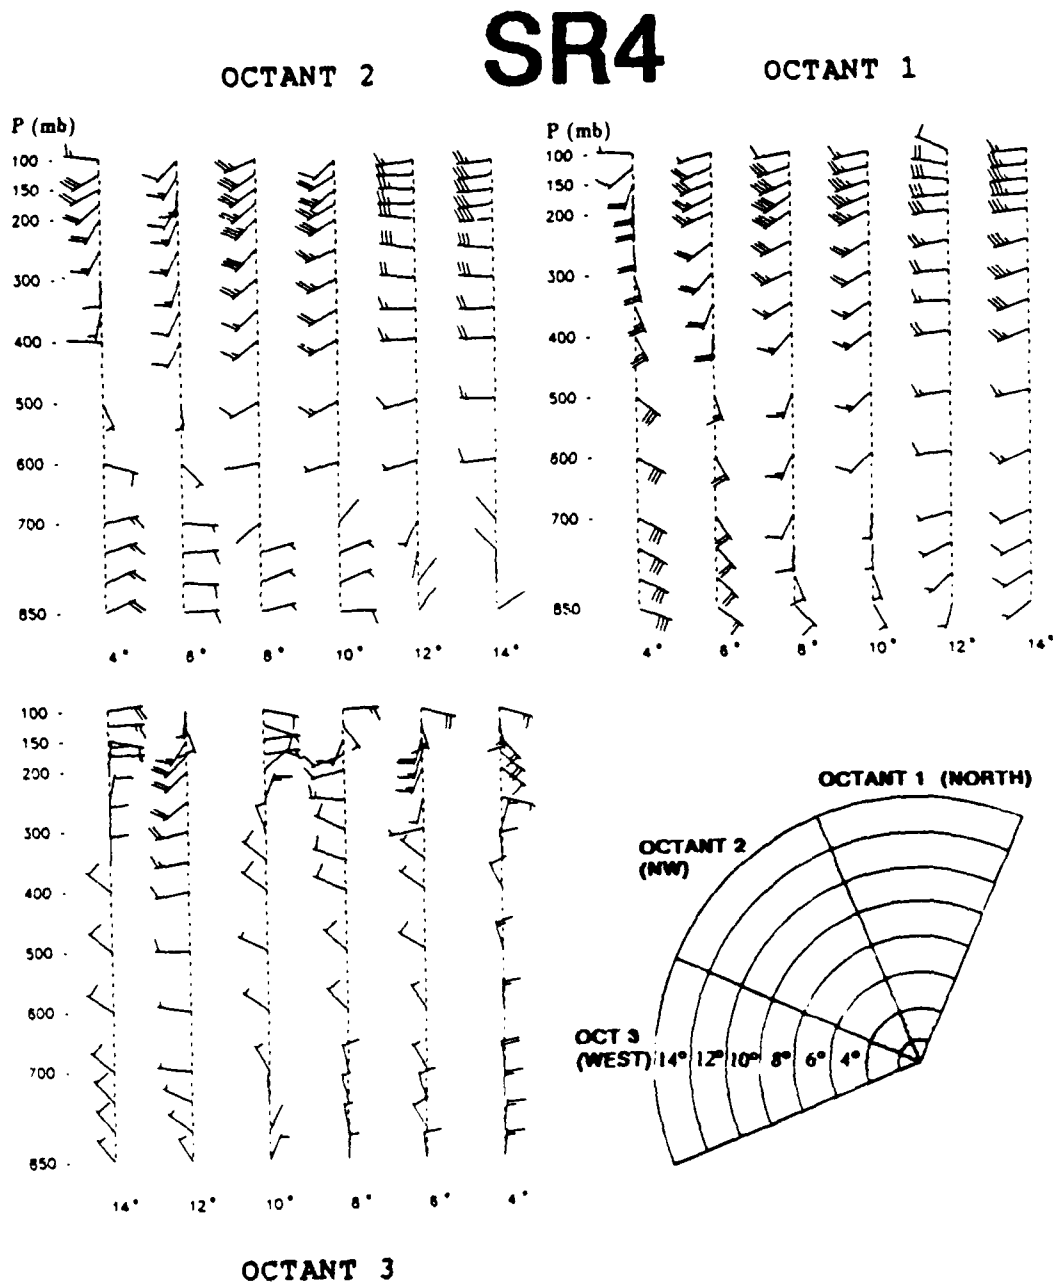 SR4
OCTANT 2
OCTANT 1
P (mb)
100
150
200
300
400
500
600
700
850
4° 6° 8° 10° 12° 14°
P (mb)
100
150
200
300
400
500
600
700
850
4° 6° 8° 10° 12° 14°
100
150
200
300
400
500
600
700
850
14° 12° 10° 8° 6° 4°
OCTANT 3
OCTANT 1 (NORTH)
OCTANT 2
(NW)
OCT 3
(WEST) 14° 12° 10° 8° 6° 4°